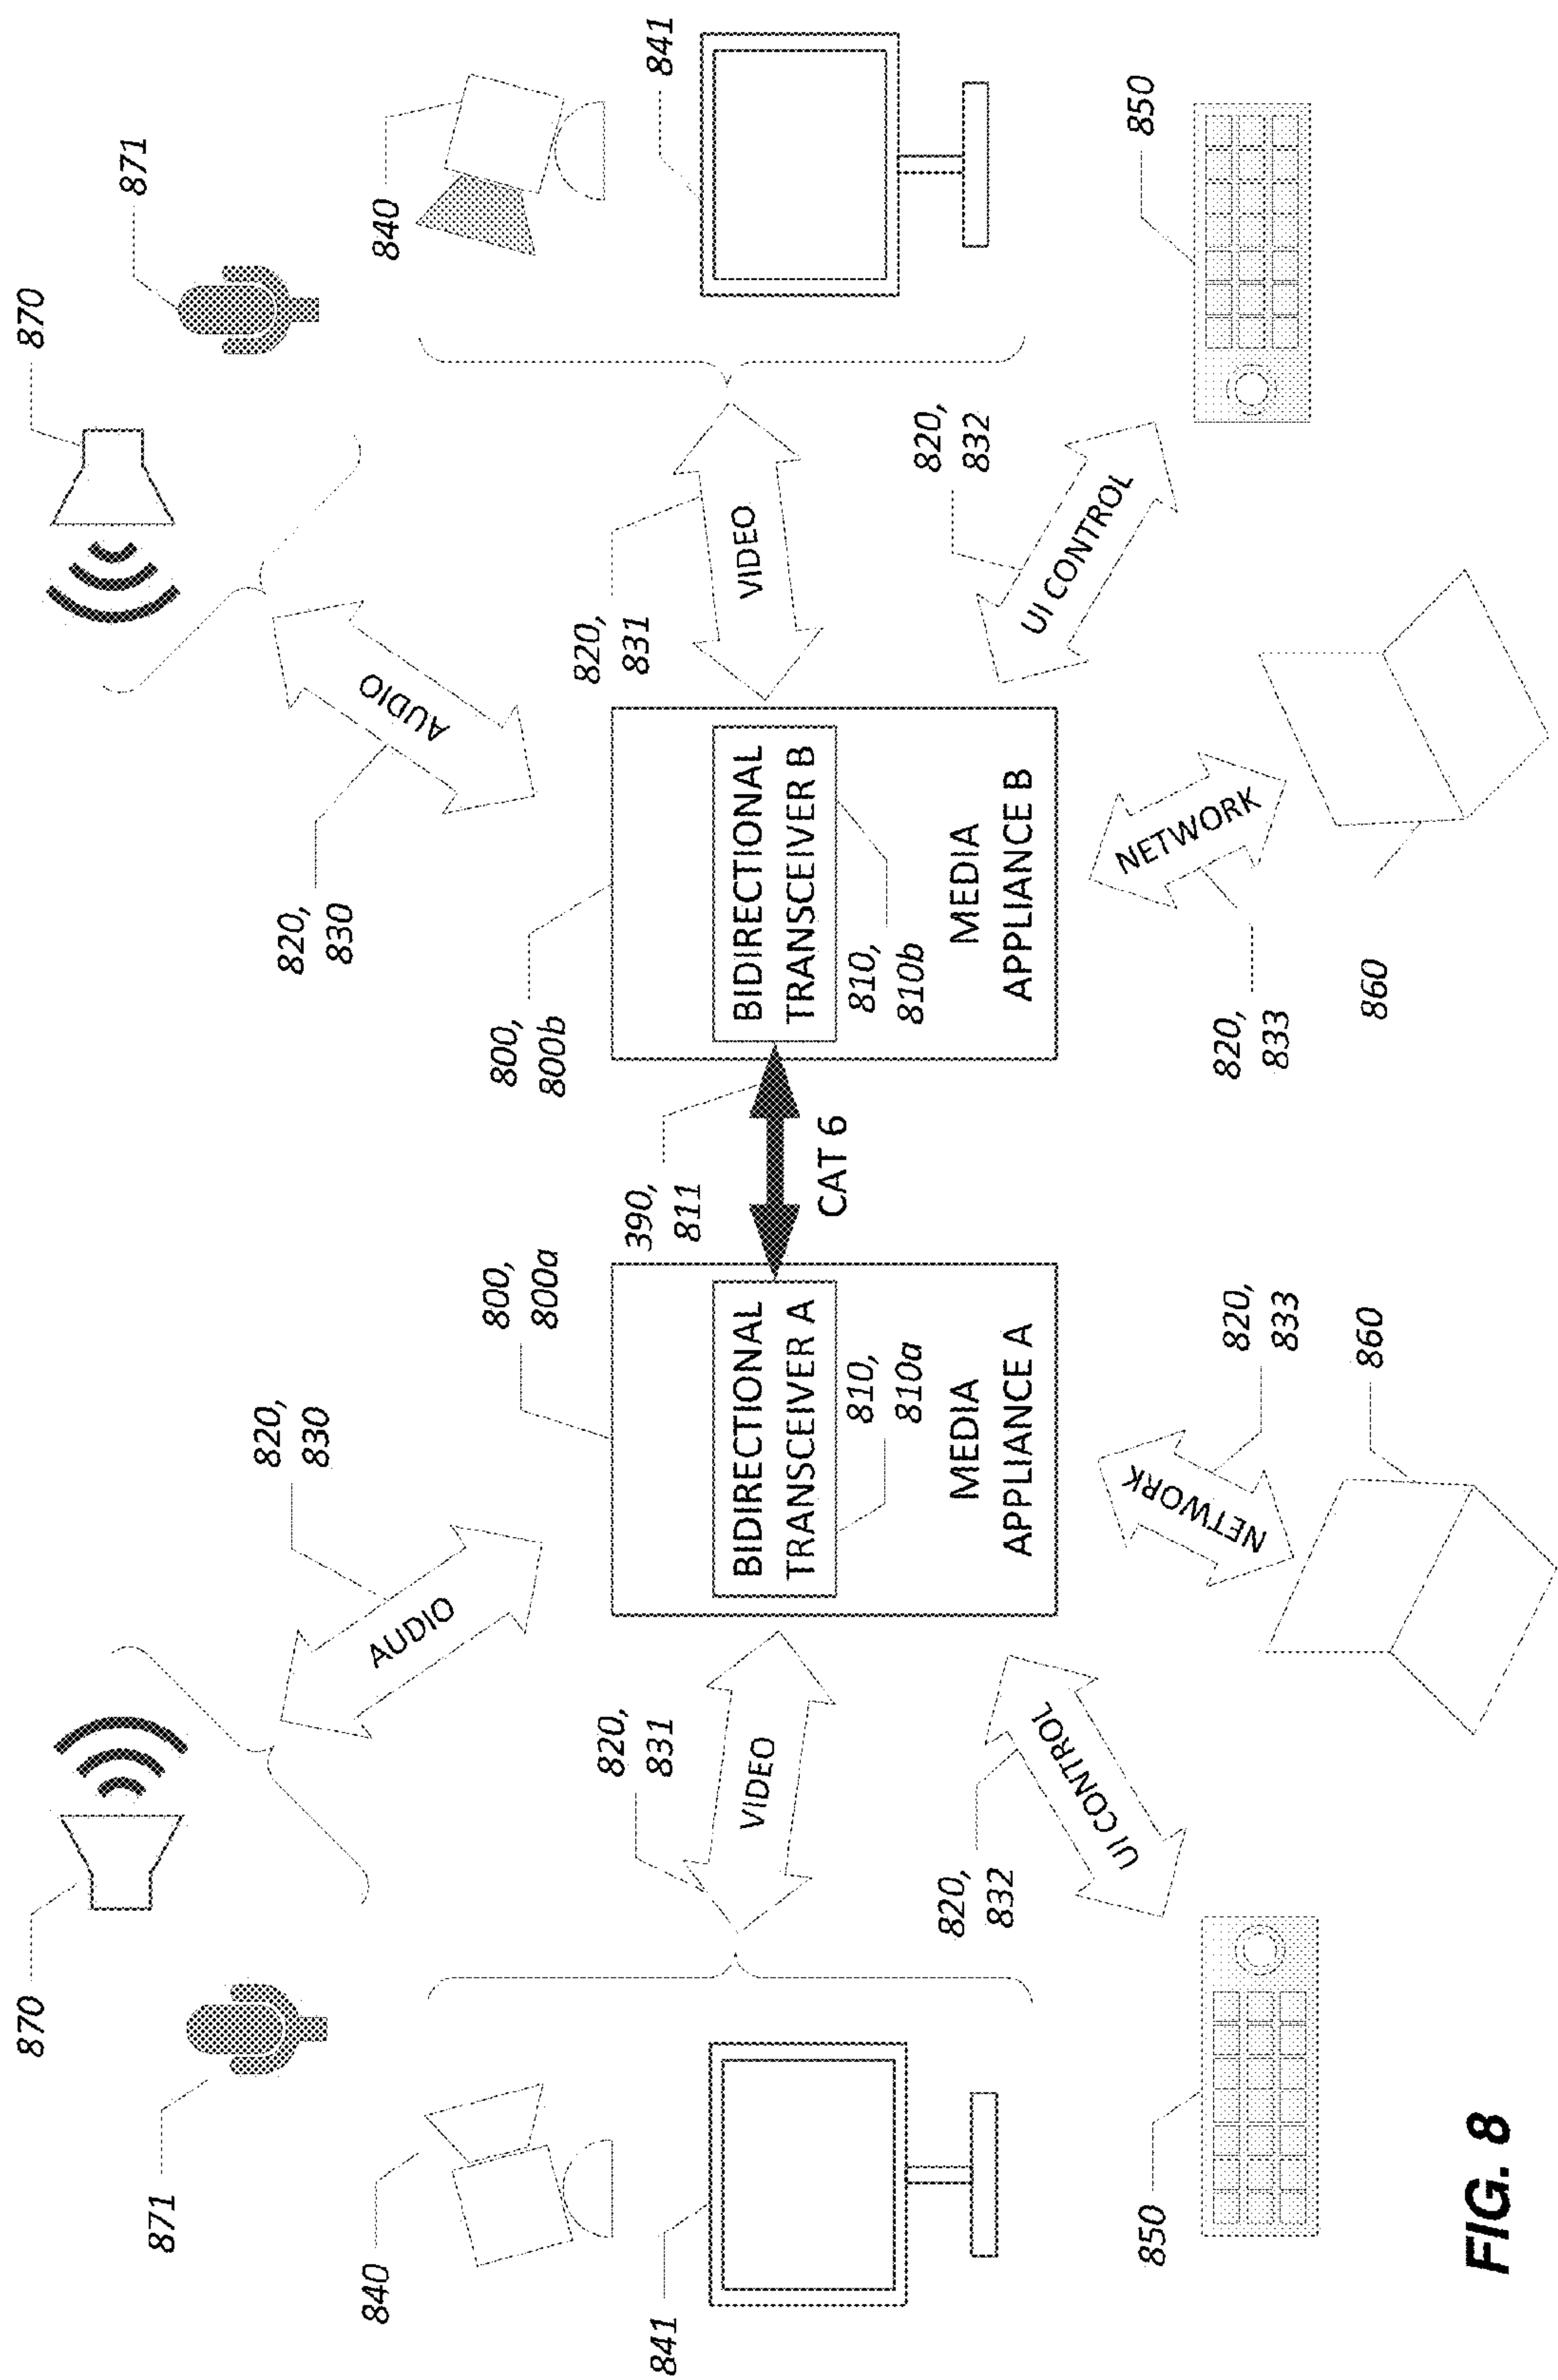 870
871
820,
830
800,
800a
390,
811
800,
800b
820,
830
870
871
840
AUDIO
AUDIO
840
841
820,
831
VIDEO
BIDIRECTIONAL
TRANSCEIVER A
810,
810a
MEDIA
APPLIANCE A
CAT 6
BIDIRECTIONAL
TRANSCEIVER B
810,
810b
MEDIA
APPLIANCE B
820,
831
VIDEO
841
820,
832
UI CONTROL
820,
832
UI CONTROL
850
NETWORK
820,
833
860
820,
833
NETWORK
860
850
FIG. 8